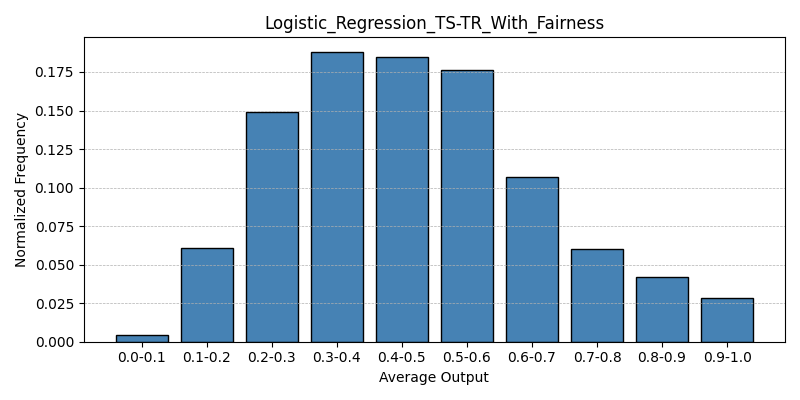 Logistic_Regression_TS-TR_With_Fairness
Normalized Frequency
0.175
0.150
0.125
0.100
0.075
0.050
0.025
0.000
0.0-0.1 0.1-0.2 0.2-0.3 0.3-0.4 0.4-0.5 0.5-0.6 0.6-0.7 0.7-0.8 0.8-0.9 0.9-1.0
Average Output